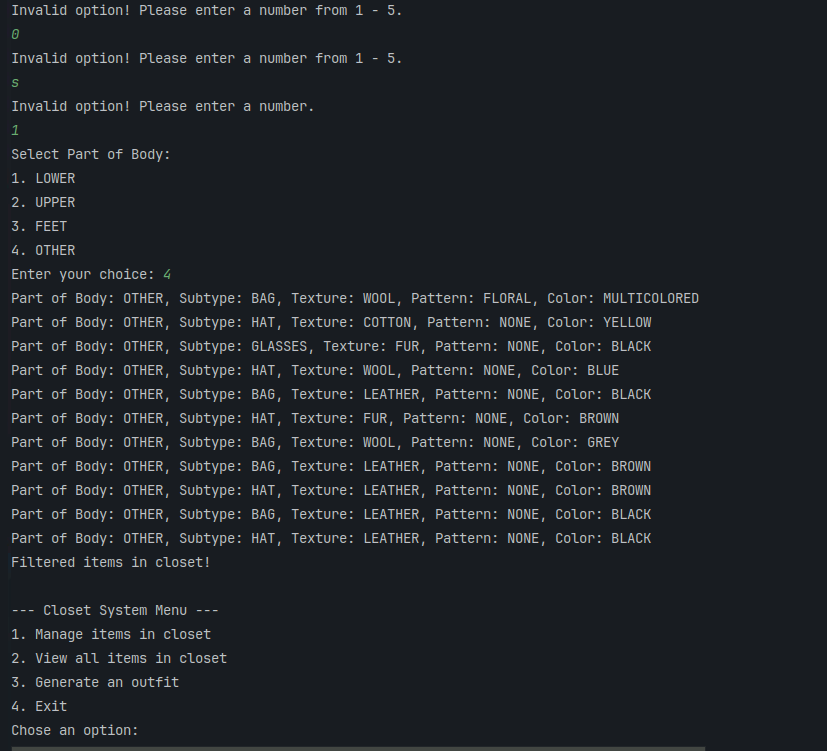 Invalid option! Please enter a number from 1 - 5.
0
Invalid option! Please enter a number from 1 - 5.
s
Invalid option! Please enter a number.
1
Select Part of Body:
1. LOWER
2. UPPER
3. FEET
4. OTHER
Enter your choice: 4
Part of Body: OTHER, Subtype: BAG, Texture: WOOL, Pattern: FLORAL, Color: MULTICOLORED
Part of Body: OTHER, Subtype: HAT, Texture: COTTON, Pattern: NONE, Color: YELLOW
Part of Body: OTHER, Subtype: GLASSES, Texture: FUR, Pattern: NONE, Color: BLACK
Part of Body: OTHER, Subtype: HAT, Texture: WOOL, Pattern: NONE, Color: BLUE
Part of Body: OTHER, Subtype: BAG, Texture: LEATHER, Pattern: NONE, Color: BLACK
Part of Body: OTHER, Subtype: HAT, Texture: FUR, Pattern: NONE, Color: BROWN
Part of Body: OTHER, Subtype: BAG, Texture: WOOL, Pattern: NONE, Color: GREY
Part of Body: OTHER, Subtype: BAG, Texture: LEATHER, Pattern: NONE, Color: BROWN
Part of Body: OTHER, Subtype: HAT, Texture: LEATHER, Pattern: NONE, Color: BROWN
Part of Body: OTHER, Subtype: BAG, Texture: LEATHER, Pattern: NONE, Color: BLACK
Part of Body: OTHER, Subtype: HAT, Texture: LEATHER, Pattern: NONE, Color: BLACK
Filtered items in closet!
--- Closet System Menu ---
1. Manage items in closet
2. View all items in closet
3. Generate an outfit
4. Exit
Chose an option: